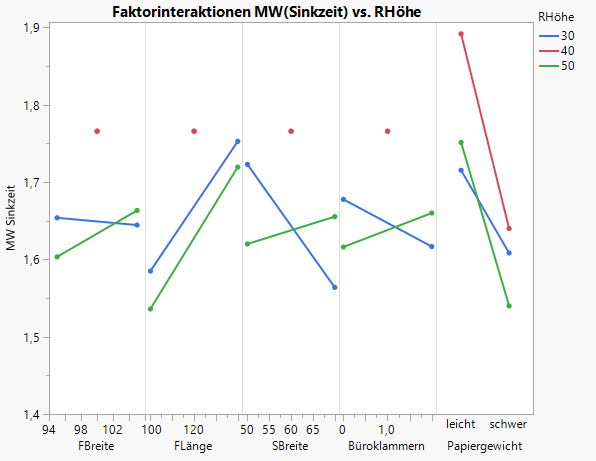 Faktorinteraktionen MW(Sinkzeit) vs. RHöhe
RHöhe
30
40
50
1,9
1,8
1,7
1,6
1,5
1,4
MW Sinkzeit
94 98 102 100 120 50 55 60 65 0 1,0 leicht schwer
FBreite FLänge SBreite Büroklammern Papiergewicht